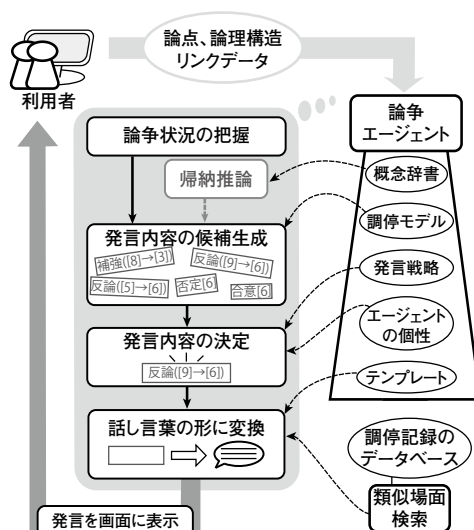 論点、論理構造
リンクデータ
利用者
論争
エージェント
論争状況の把握
帰納推論
概念辞書
発言内容の候補生成
補強([8]→[3])
反論([9]→[6])
反論([5]→[6])
否定[6]
合意[6]
調停モデル
発言戦略
エージェント
の個性
発言内容の決定
反論([9]→[6])
テンプレート
話し言葉の形に変換
調停記録の
データベース
類似場面
検索
発言を画面に表示